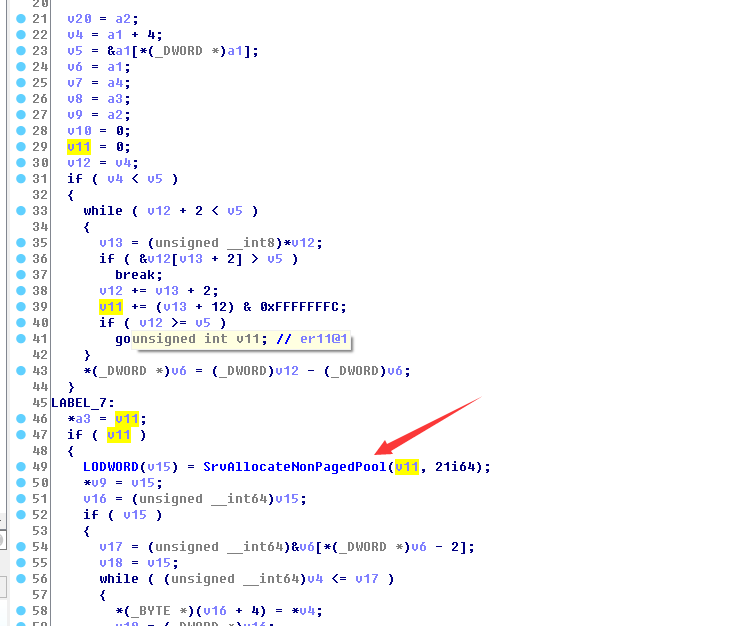 20
21 v20 = a2;
22 v4 = a1 + 4;
23 v5 = &a1[*(_DWORD *)a1];
24 v6 = a1;
25 v7 = a4;
26 v8 = a3;
27 v9 = a2;
28 v10 = 0;
29 v11 = 0;
30 v12 = v4;
31 if ( v4 < v5 )
32 {
33 while ( v12 + 2 < v5 )
34 {
35 v13 = (unsigned __int8)*v12;
36 if ( &v12[v13 + 2] > v5 )
37 break;
38 v12 += v13 + 2;
39 v11 += (v13 + 12) & 0xFFFFFFFC;
40 if ( v12 >= v5 )
41 gounsigned int v11; // er11@1
42 }
43 *(_DWORD *)v6 = (_DWORD)v12 - (_DWORD)v6;
44 }
45 LABEL_7:
46 *a3 = v11;
47 if ( v11 )
48 {
49 LODWORD(v15) = SrvAllocateNonPagedPool(v11, 21i64);
50 *v9 = v15;
51 v16 = (unsigned __int64)v15;
52 if ( v15 )
53 {
54 v17 = (unsigned __int64)&v6[*(_DWORD *)v6 - 2];
55 v18 = v15;
56 while ( (unsigned __int64)v4 <= v17 )
57 {
58 *(_BYTE *)(v16 + 4) = *v4;